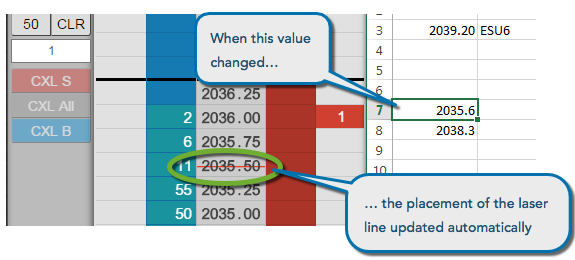 50 CLR
1
CXL S
CXL All
CXL B
2036.25
2 2036.00 1
6 2035.75
11 2035.50
55 2035.25
50 2035.00
When this value
changed...
3 2039.20 ESU6
4
5
6
7 2035.6
8 2038.3
9
10
... the placement of the laser
line updated automatically